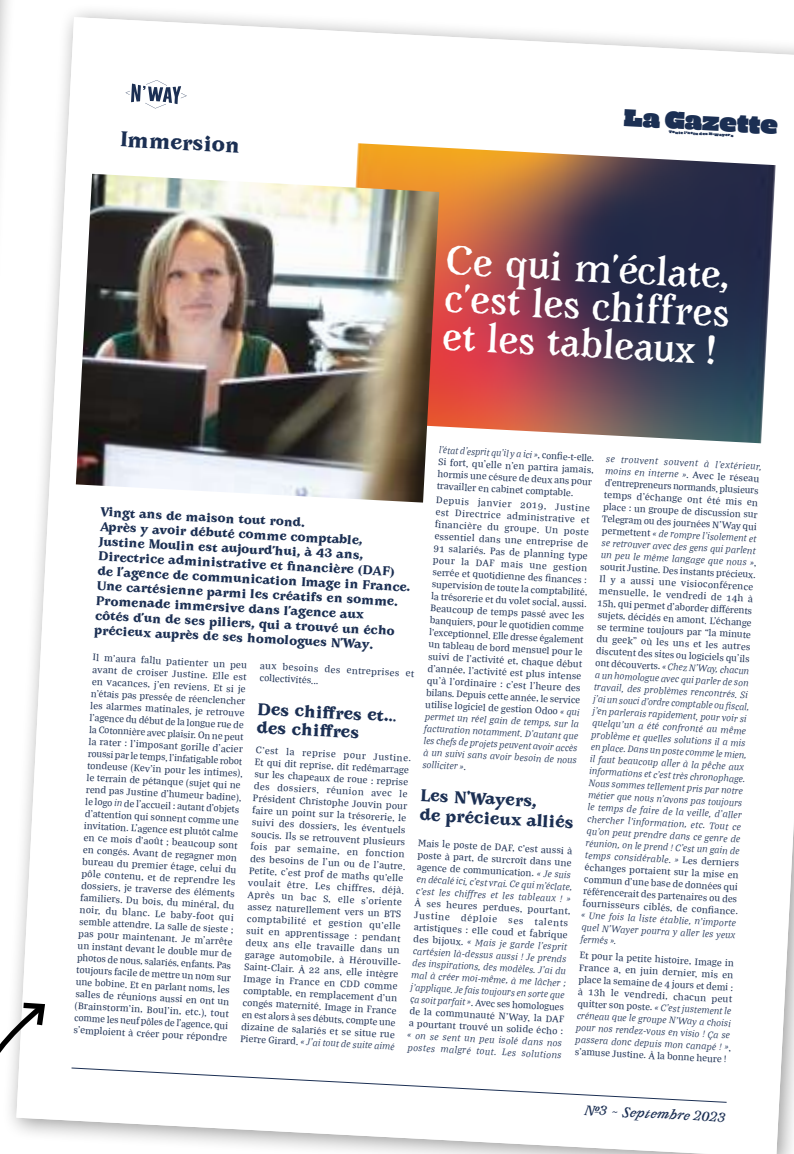 N'WAY
La Gazette
Immersion
Ce qui m'éclate,
c'est les chiffres
et les tableaux !
Vingt ans de maison tout rond.
Après y avoir débuté comme comptable,
Justine Moulin est aujourd'hui, à 43 ans,
Directrice administrative et financière (DAF)
de l'agence de communication Image in France.
Une cartésienne parmi les créatifs en somme.
Promenade immersive dans l'agence aux
côtés d'un de ses piliers, qui a trouvé un écho
précieux auprès de ses homologues N'Way.
Il m'aura fallu patienter un peu
avant de croiser Justine. Elle est
en vacances, j'en reviens. Et si je
n'étais pas pressée de réenclencher
les alarmes matinales, je retrouve
l'agence du début de la longue rue de
la Cotonnière avec plaisir. On ne peut
la rater : l'imposant gorille d'acier
roussi par le temps, l'infatigable robot
tondeuse (Kev'in pour les intimes),
le terrain de pétanque (sujet qui ne
rend pas Justine d'humeur badine),
le logo in de l'accueil : autant d'objets
d'attention qui sonnent comme une
invitation. L'agence est plutôt calme
en ce mois d'août ; beaucoup sont
en congés. Avant de regagner mon
bureau du premier étage, celui du
pôle contenu, et de reprendre les
dossiers, je traverse des éléments
familiers. Du bois, du minéral, du
noir, du blanc. Le baby-foot qui
semble attendre. La salle de sieste ;
pas pour maintenant. Je m'arrête
un instant devant le double mur de
photos de nous, salariés, enfants. Pas
toujours facile de mettre un nom sur
une bobine. Et en parlant noms, les
salles de réunions aussi en ont un
(Brainstorm'in, Boul'in, etc.), tout
comme les neuf pôles de l'agence, qui
s'emploient à créer pour répondre
aux besoins des entreprises et
collectivités...
Des chiffres et...
des chiffres
C'est la reprise pour Justine.
Et qui dit reprise, dit redémarrage
sur les chapeaux de roue : reprise
des dossiers, réunion avec le
Président Christophe Jouvin pour
faire un point sur la trésorerie, le
suivi des dossiers, les éventuels
soucis. Ils se retrouvent plusieurs
fois par semaine, en fonction
des besoins de l'un ou de l'autre.
Petite, c'est prof de maths qu'elle
voulait être. Les chiffres, déjà.
Après un bac S, elle s'oriente
assez naturellement vers un BTS
comptabilité et gestion qu'elle
suit en apprentissage : pendant
deux ans elle travaille dans un
garage automobile, à Hérouville-
Saint-Clair. À 22 ans, elle intègre
Image in France en CDD comme
comptable, en remplacement d'un
congés maternité. Image in France
en est alors à ses débuts, compte une
dizaine de salariés et se situe rue
Pierre Girard. « J'ai tout de suite aimé
l'état d'esprit qu'il y a ici », confie-t-elle.
Si fort, qu'elle n'en partira jamais,
hormis une césure de deux ans pour
travailler en cabinet comptable.
Depuis janvier 2019, Justine
est Directrice administrative et
financière du groupe. Un poste
essentiel dans une entreprise de
91 salariés. Pas de planning type
pour la DAF mais une gestion
serrée et quotidienne des finances :
supervision de toute la comptabilité,
la trésorerie et du volet social, aussi.
Beaucoup de temps passé avec les
banquiers, pour le quotidien comme
l'exceptionnel. Elle dresse également
un tableau de bord mensuel pour le
suivi de l'activité et, chaque début
d'année, l'activité est plus intense
qu'à l'ordinaire : c'est l'heure des
bilans. Depuis cette année, le service
utilise logiciel de gestion Odoo « qui
permet un réel gain de temps, sur la
facturation notamment. D'autant que
les chefs de projets peuvent avoir accès
à un suivi sans avoir besoin de nous
solliciter ».
Les N'Wayers,
de précieux alliés
Mais le poste de DAF, c'est aussi à
poste à part, de surcroît dans une
agence de communication. « Je suis
en décalé ici, c'est vrai. Ce qui m'éclate,
c'est les chiffres et les tableaux ! »
À ses heures perdues, pourtant,
Justine déploie ses talents
artistiques : elle coud et fabrique
des bijoux. « Mais je garde l'esprit
cartésien là-dessus aussi ! Je prends
des inspirations, des modèles. J'ai du
mal à créer moi-même, à me lâcher ;
j'applique. Je fais toujours en sorte que
ça soit parfait ». Avec ses homologues
de la communauté N'Way, la DAF
a pourtant trouvé un solide écho :
« on se sent un peu isolé dans nos
postes malgré tout. Les solutions
se trouvent souvent à l'extérieur,
moins en interne ». Avec le réseau
d'entrepreneurs normands, plusieurs
temps d'échange ont été mis en
place : un groupe de discussion sur
Telegram ou des journées N'Way qui
permettent « de rompre l'isolement et
se retrouver avec des gens qui parlent
un peu le même langage que nous »,
sourit Justine. Des instants précieux.
Il y a aussi une visioconférence
mensuelle, le vendredi de 14h à
15h, qui permet d'aborder différents
sujets, décidés en amont. L'échange
se termine toujours par "la minute
du geek" où les uns et les autres
discutent des sites ou logiciels qu'ils
ont découverts. « Chez N'Way, chacun
a un homologue avec qui parler de son
travail, des problèmes rencontrés. Si
j'ai un souci d'ordre comptable ou fiscal,
j'en parlerais rapidement, pour voir si
quelqu'un a été confronté au même
problème et quelles solutions il a mis
en place. Dans un poste comme le mien,
il faut beaucoup aller à la pêche aux
informations et c'est très chronophage.
Nous sommes tellement pris par notre
métier que nous n'avons pas toujours
le temps de faire de la veille, d'aller
chercher l'information, etc. Tout ce
qu'on peut prendre dans ce genre de
réunion, on le prend ! C'est un gain de
temps considérable. » Les derniers
échanges portaient sur la mise en
commun d'une base de données qui
référencerait des partenaires ou des
fournisseurs ciblés, de confiance.
« Une fois la liste établie, n'importe
quel N'Wayer pourra y aller les yeux
fermés ».
Et pour la petite histoire, Image in
France a, en juin dernier, mis en
place la semaine de 4 jours et demi :
à 13h le vendredi, chacun peut
quitter son poste. « C'est justement le
créneau que le groupe N'Way a choisi
pour nos rendez-vous en visio ! Ça se
passera donc depuis mon canapé ! »,
s'amuse Justine. À la bonne heure !
N°3 ~ Septembre 2023